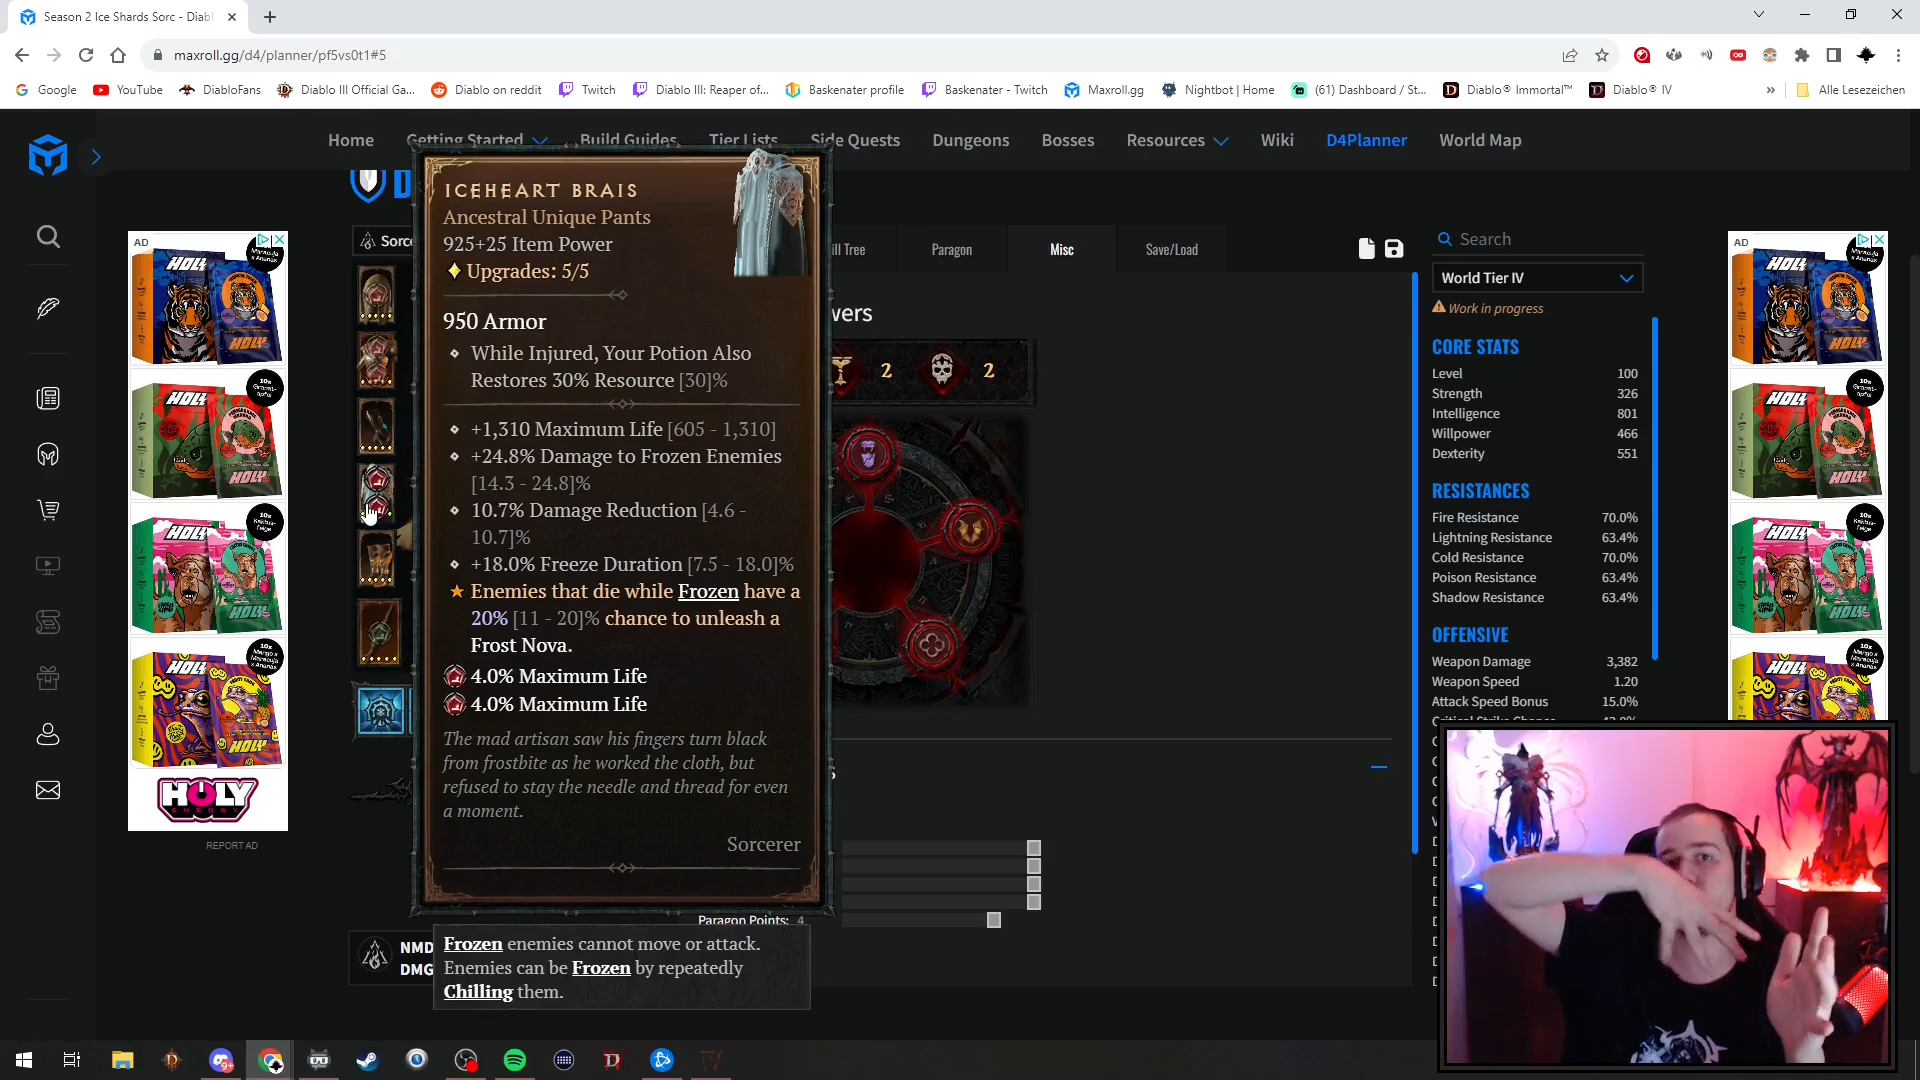 Season 2 Ice Shards Sorc - Diabl
maxroll.gg/d4/planner/pf5vs0t1#5
Google
YouTube
DiabloFans
Diablo III Official Ga...
Diablo on reddit
Twitch
Diablo III: Reaper of...
Baskenater profile
Baskenater - Twitch
Maxroll.gg
Nightbot | Home
(61) Dashboard / St...
Diablo® Immortal™
Diablo® IV
»
Alle Lesezeichen
Home
Getting Started
Build Guides
Tier Lists
Side Quests
Dungeons
Bosses
Resources
Wiki
D4Planner
World Map
AD
HOLY
HOLY
HOLY
HOLY
HOLY
ENERGY
REPORT AD
D
Sorce
ICEHEART BRAIS
Ancestral Unique Pants
925+25 Item Power
Upgrades: 5/5
950 Armor
While Injured, Your Potion Also
Restores 30% Resource [30]%
+1,310 Maximum Life [605 - 1,310]
+24.8% Damage to Frozen Enemies
[14.3 - 24.8]%
10.7% Damage Reduction [4.6 -
10.7]%
+18.0% Freeze Duration [7.5 - 18.0]%
Enemies that die while Frozen have a
20% [11 - 20]% chance to unleash a
Frost Nova.
4.0% Maximum Life
4.0% Maximum Life
The mad artisan saw his fingers turn black
from frostbite as he worked the cloth, but
refused to stay the needle and thread for even
a moment.
Sorcerer
Paragon Points: 4
NMD
DMG
Frozen enemies cannot move or attack.
Enemies can be Frozen by repeatedly
Chilling them.
ill Tree
Paragon
Misc
Save/Load
wers
2
2
Search
World Tier IV
Work in progress
CORE STATS
Level 100
Strength 326
Intelligence 801
Willpower 466
Dexterity 551
RESISTANCES
Fire Resistance 70.0%
Lightning Resistance 63.4%
Cold Resistance 70.0%
Poison Resistance 63.4%
Shadow Resistance 63.4%
OFFENSIVE
Weapon Damage 3,382
Weapon Speed 1.20
Attack Speed Bonus 15.0%
AD
HOLY
HOLY
HOLY
HOLY
9+